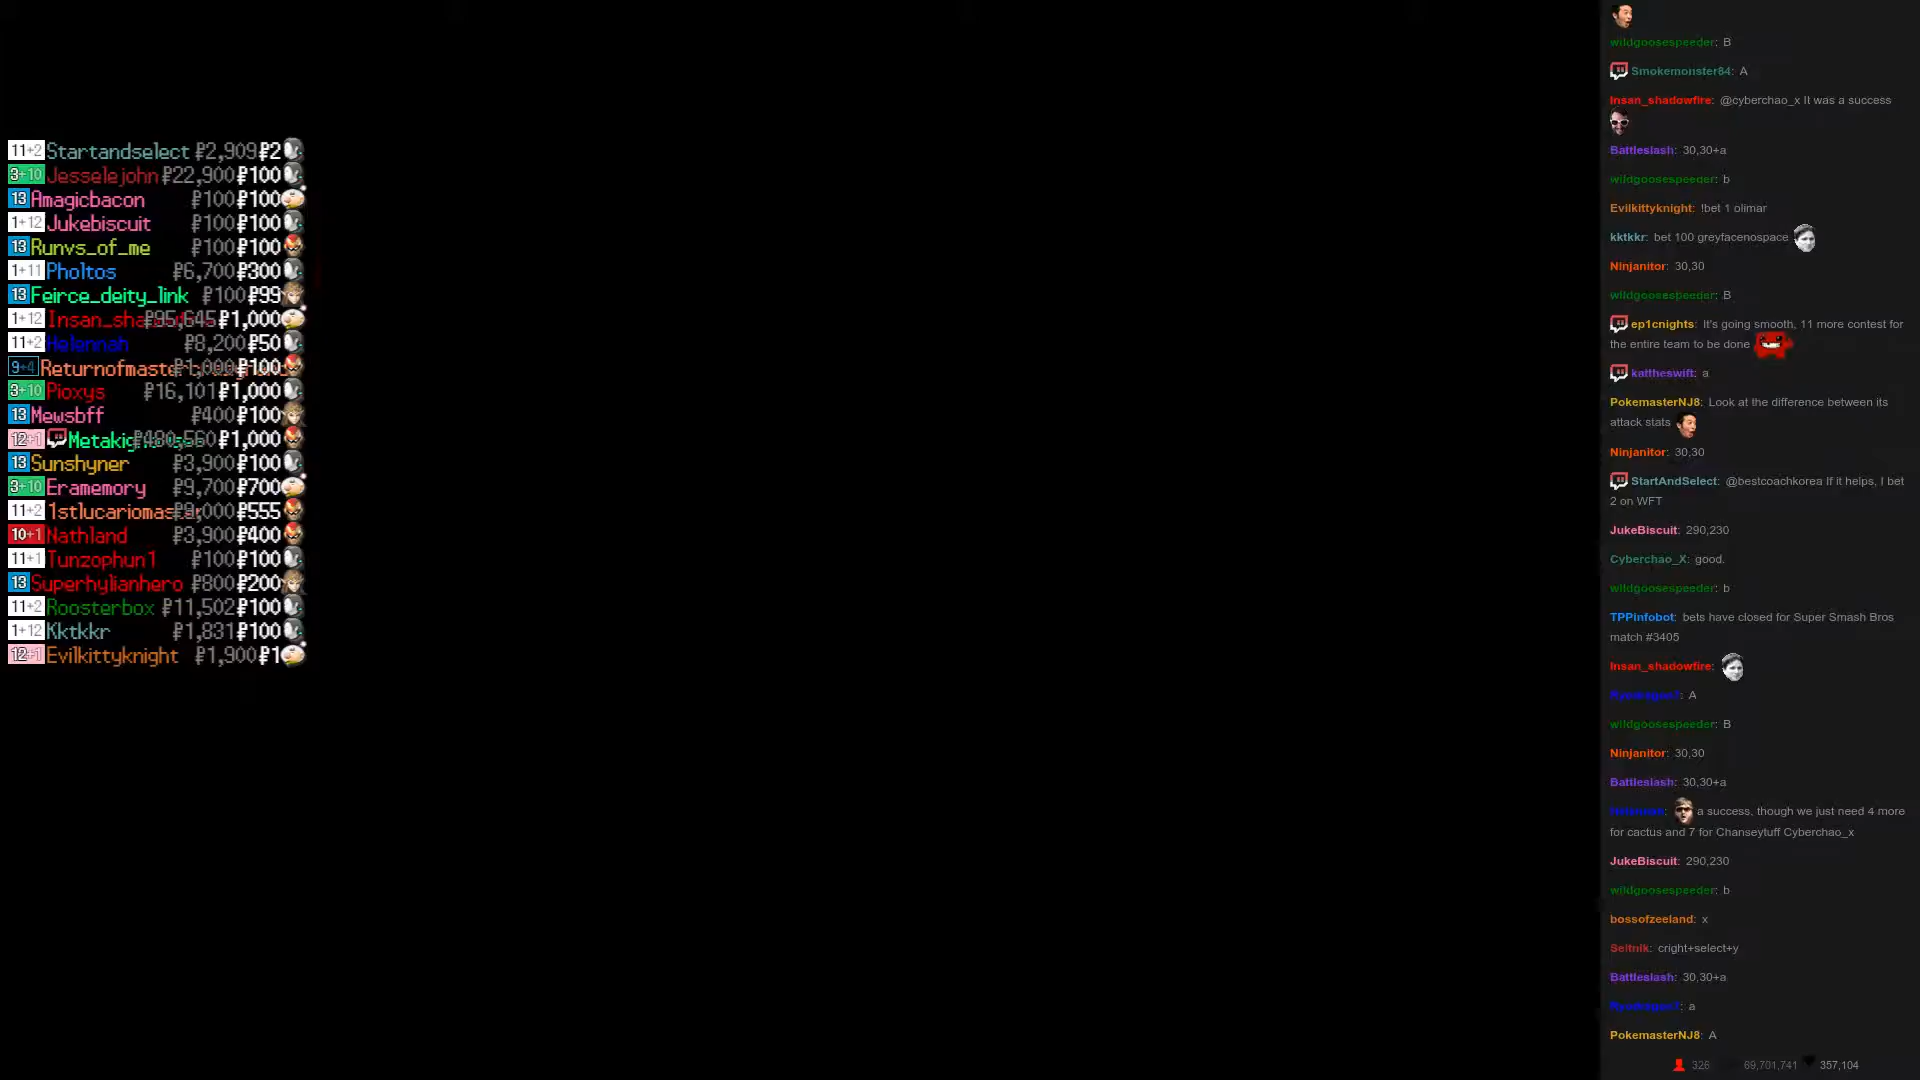 11+2 Startandselect ₽2,909 ₽2
3+10 Jesselejohn ₽22,900 ₽100
13 Amagicbacon ₽100 ₽100
1+12 Jukebiscuit ₽100 ₽100
13 Runvs_of_me ₽100 ₽100
1+11 Pholtos ₽6,700 ₽300
13 Feirce_deity_link ₽100 ₽99
1+12 ₽95,645 ₽1,000
11+2 Helennah ₽8,200 ₽50
9+4 ₽1,000 ₽100
3+10 Pioxys ₽16,101 ₽1,000
13 Mewsbff ₽400 ₽100
12+1 ₽480,560 ₽1,000
13 Sunshyner ₽3,900 ₽100
3+10 Eramemory ₽9,700 ₽700
11+2 ₽555
10+1 Nathland ₽3,900 ₽400
11+1 Tunzophun1 ₽100 ₽100
13 Superhylianhero ₽800 ₽200
11+2 Roosterbox ₽11,502 ₽100
1+12 Kktkkr ₽1,831 ₽100
12+1 Evilkittyknight ₽1,900 ₽1
wildgoosespeeder: B
Smokemonster84: A
Insan_shadowfire: @cyberchao_x It was a success
Battleslash: 30,30+a
wildgoosespeeder: b
Evilkittyknight: !bet 1 olimar
kktkkr: bet 100 greyfacenospace
Ninjanitor: 30,30
wildgoosespeeder: B
ep1cnights: It's going smooth, 11 more contest for
the entire team to be done
kattheswift: a
PokemasterNJ8: Look at the difference between its
attack stats
Ninjanitor: 30,30
StartAndSelect: @bestcoachkorea If it helps, I bet
2 on WFT
JukeBiscuit: 290,230
Cyberchao_X: good.
wildgoosespeeder: b
TPPInfobot: bets have closed for Super Smash Bros
match #3405
Insan_shadowfire:
A
wildgoosespeeder: B
Ninjanitor: 30,30
Battleslash: 30,30+a
a success, though we just need 4 more
for cactus and 7 for Chanseytuff Cyberchao_x
JukeBiscuit: 290,230
wildgoosespeeder: b
bossofzeeland: x
Seltnik: cright+select+y
Battleslash: 30,30+a
a
PokemasterNJ8: A
326 69,701,741 357,104